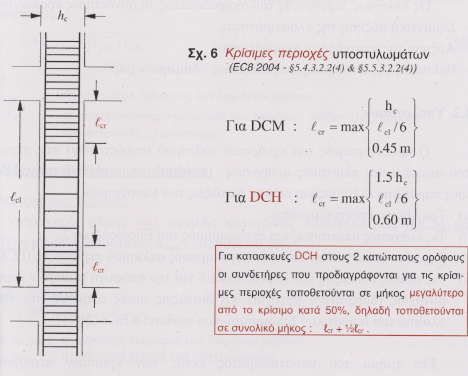 h_c
Σχ. 6 Κρίσιμες περιοχές υποστυλωμάτων
(EC8 2004 - §5.4.3.2.2(4) & §5.5.3.2.2(4))
ℓ_cr
ℓ_cl
Για DCM : ℓ_cr = max { h_c
ℓ_cl /6
0.45 m }
Για DCH : ℓ_cr = max { 1.5 h_c
ℓ_cl /6
0.60 m }
ℓ_cr
Για κατασκευές DCH στους 2 κατώτατους ορόφους
οι συνδετήρες που προδιαγράφονται για τις κρίσι-
μες περιοχές τοποθετούνται σε μήκος μεγαλύτερο
από το κρίσιμο κατά 50%, δηλαδή τοποθετούνται
σε συνολικό μήκος : ℓ_cr + ½ℓ_cr .